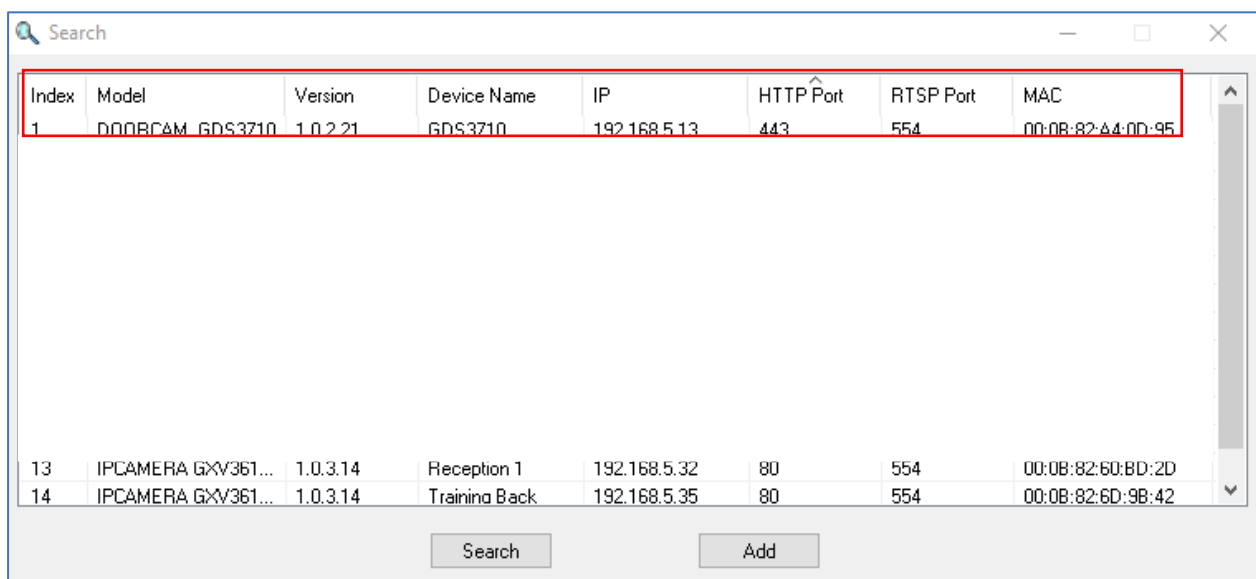 Search
Index Model Version Device Name IP HTTP Port RTSP Port MAC
1 DOORCAM GDS3710 1.0.2.21 GDS3710 192.168.5.13 443 554 00:0B:82:A4:0D:95
13 IPCAMERA GXV361... 1.0.3.14 Reception 1 192.168.5.32 80 554 00:0B:82:60:BD:2D
14 IPCAMERA GXV361... 1.0.3.14 Training Back 192.168.5.35 80 554 00:0B:82:6D:9B:42
Search Add